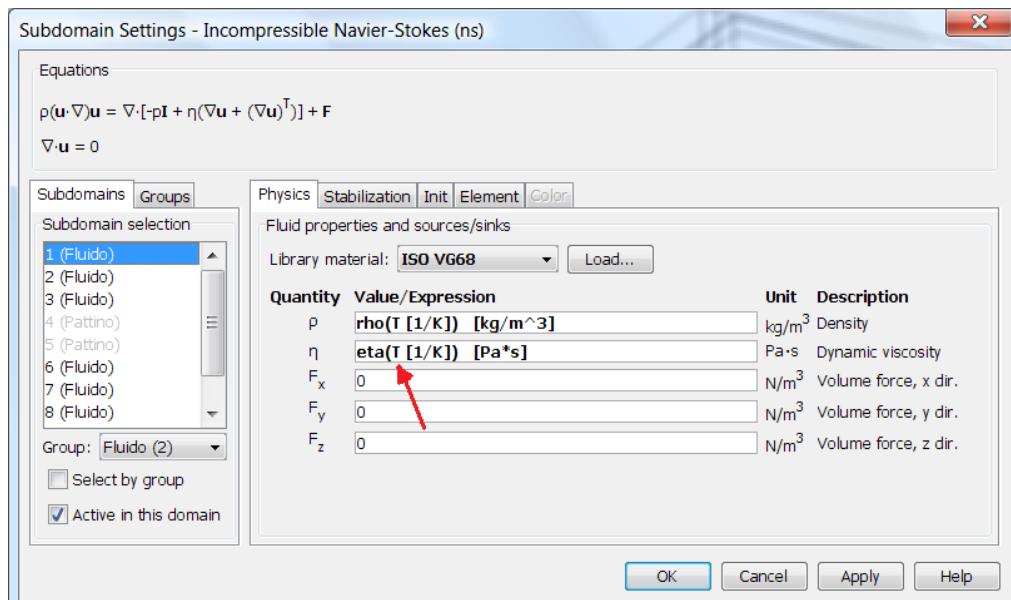 Subdomain Settings - Incompressible Navier-Stokes (ns)
Equations
ρ(u·∇)u = ∇·[-pI + η(∇u + (∇u)ᵀ)] + F
∇·u = 0
Subdomains Groups
Subdomain selection
1 (Fluido)
2 (Fluido)
3 (Fluido)
4 (Pattino)
5 (Pattino)
6 (Fluido)
7 (Fluido)
8 (Fluido)
Group: Fluido (2)
Select by group
Active in this domain
Physics Stabilization Init Element Color
Fluid properties and sources/sinks
Library material: ISO VG68 Load...
Quantity Value/Expression Unit Description
ρ rho(T [1/K]) [kg/m^3] kg/m³ Density
η eta(T [1/K]) [Pa*s] Pa·s Dynamic viscosity
Fx 0 N/m³ Volume force, x dir.
Fy 0 N/m³ Volume force, y dir.
Fz 0 N/m³ Volume force, z dir.
OK Cancel Apply Help